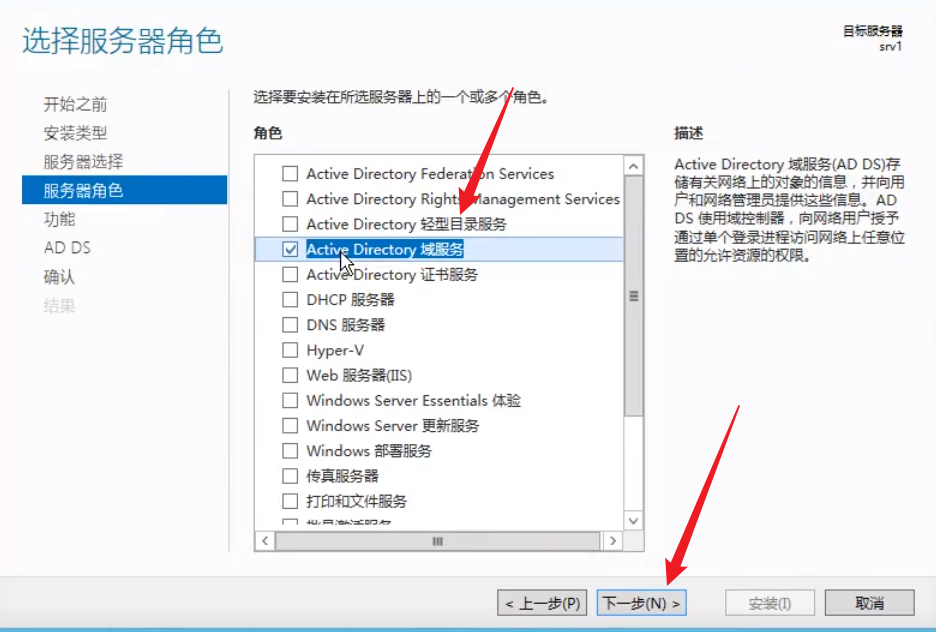 选择服务器角色
目标服务器
srv1
开始之前
安装类型
服务器选择
服务器角色
功能
AD DS
确认
结果
选择要安装在所选服务器上的一个或多个角色。
角色
Active Directory Federation Services
Active Directory Rights Management Services
Active Directory 轻型目录服务
Active Directory 域服务
Active Directory 证书服务
DHCP 服务器
DNS 服务器
Hyper-V
Web 服务器(IIS)
Windows Server Essentials 体验
Windows Server 更新服务
Windows 部署服务
传真服务器
打印和文件服务
批量激活服务
描述
Active Directory 域服务(AD DS)存
储有关网络上的对象的信息，并向用
户和网络管理员提供这些信息。AD
DS 使用域控制器，向网络用户授予
通过单个登录进程访问网络上任意位
置的允许资源的权限。
< 上一步(P)
下一步(N) >
安装(I)
取消